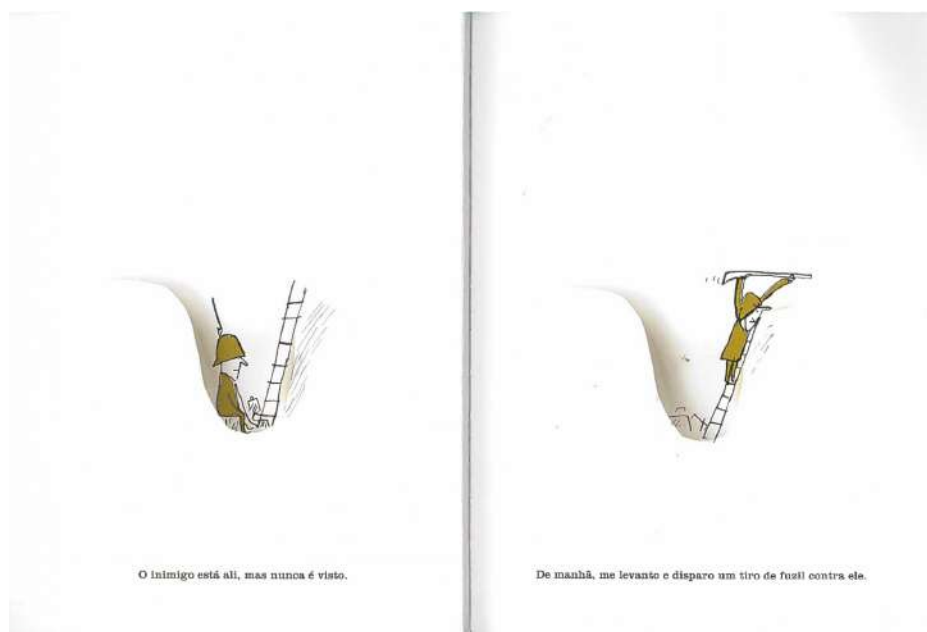 O inimigo está ali, mas nunca é visto.
De manhã, me levanto e disparo um tiro de fuzil contra ele.